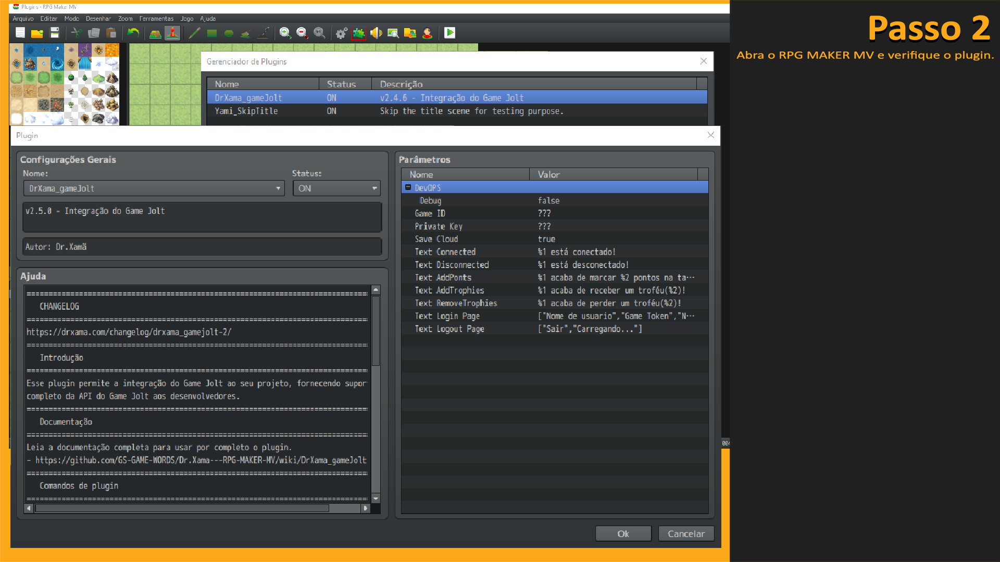 Plugins - RPG Maker MV
Arquivo Editar Modo Desenhar Zoom Ferramentas Jogo Ajuda
1:1
Passo 2
Abra o RPG MAKER MV e verifique o plugin.
Gerenciador de Plugins
Nome Status Descrição
DrXama_gameJolt ON v2.4.6 - Integração do Game Jolt
Yami_SkipTitle ON Skip the title scene for testing purpose.
Plugin
Configurações Gerais
Nome: Status:
DrXama_gameJolt ON
v2.5.0 - Integração do Game Jolt
Autor: Dr.Xamã
Ajuda
================================================================================
CHANGELOG
================================================================================
https://drxama.com/changelog/drxama_gamejolt-2/
================================================================================
Introdução
================================================================================
Esse plugin permite a integração do Game Jolt ao seu projeto, fornecendo supor
completo da API do Game Jolt aos desenvolvedores.
================================================================================
Documentação
================================================================================
Leia a documentação completa para usar por completo o plugin.
- https://github.com/GS-GAME-WORDS/Dr.Xama---RPG-MAKER-MV/wiki/DrXama_gameJolt
================================================================================
Comandos de plugin
================================================================================
Parâmetros
Nome Valor
DevOPS
Debug false
Game ID ???
Private Key ???
Save Cloud true
Text Connected %1 está conectado!
Text Disconnected %1 está desconectado!
Text AddPonts %1 acaba de marcar %2 pontos na ta…
Text AddTrophies %1 acaba de receber um troféu(%2)!
Text RemoveTrophies %1 acaba de perder um troféu(%2)!
Text Login Page ["Nome de usuario","Game Token","N…
Text Logout Page ["Sair","Carregando..."]
004
Ok Cancelar